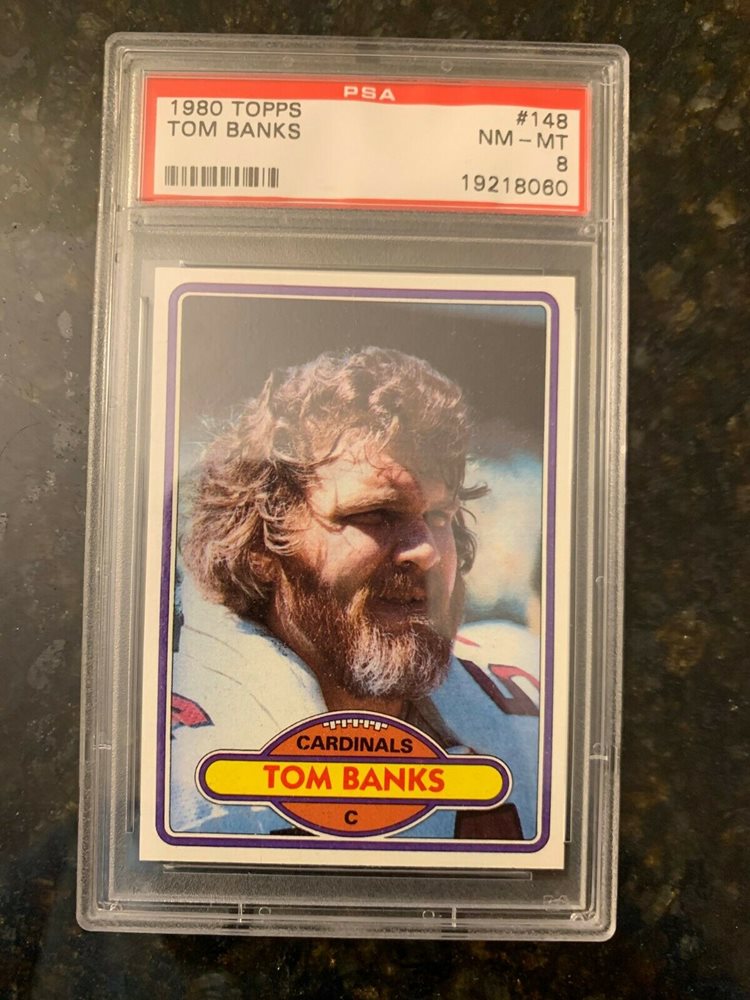 PSA
1980 TOPPS #148
TOM BANKS NM-MT
8
19218060
CARDINALS
TOM BANKS
C